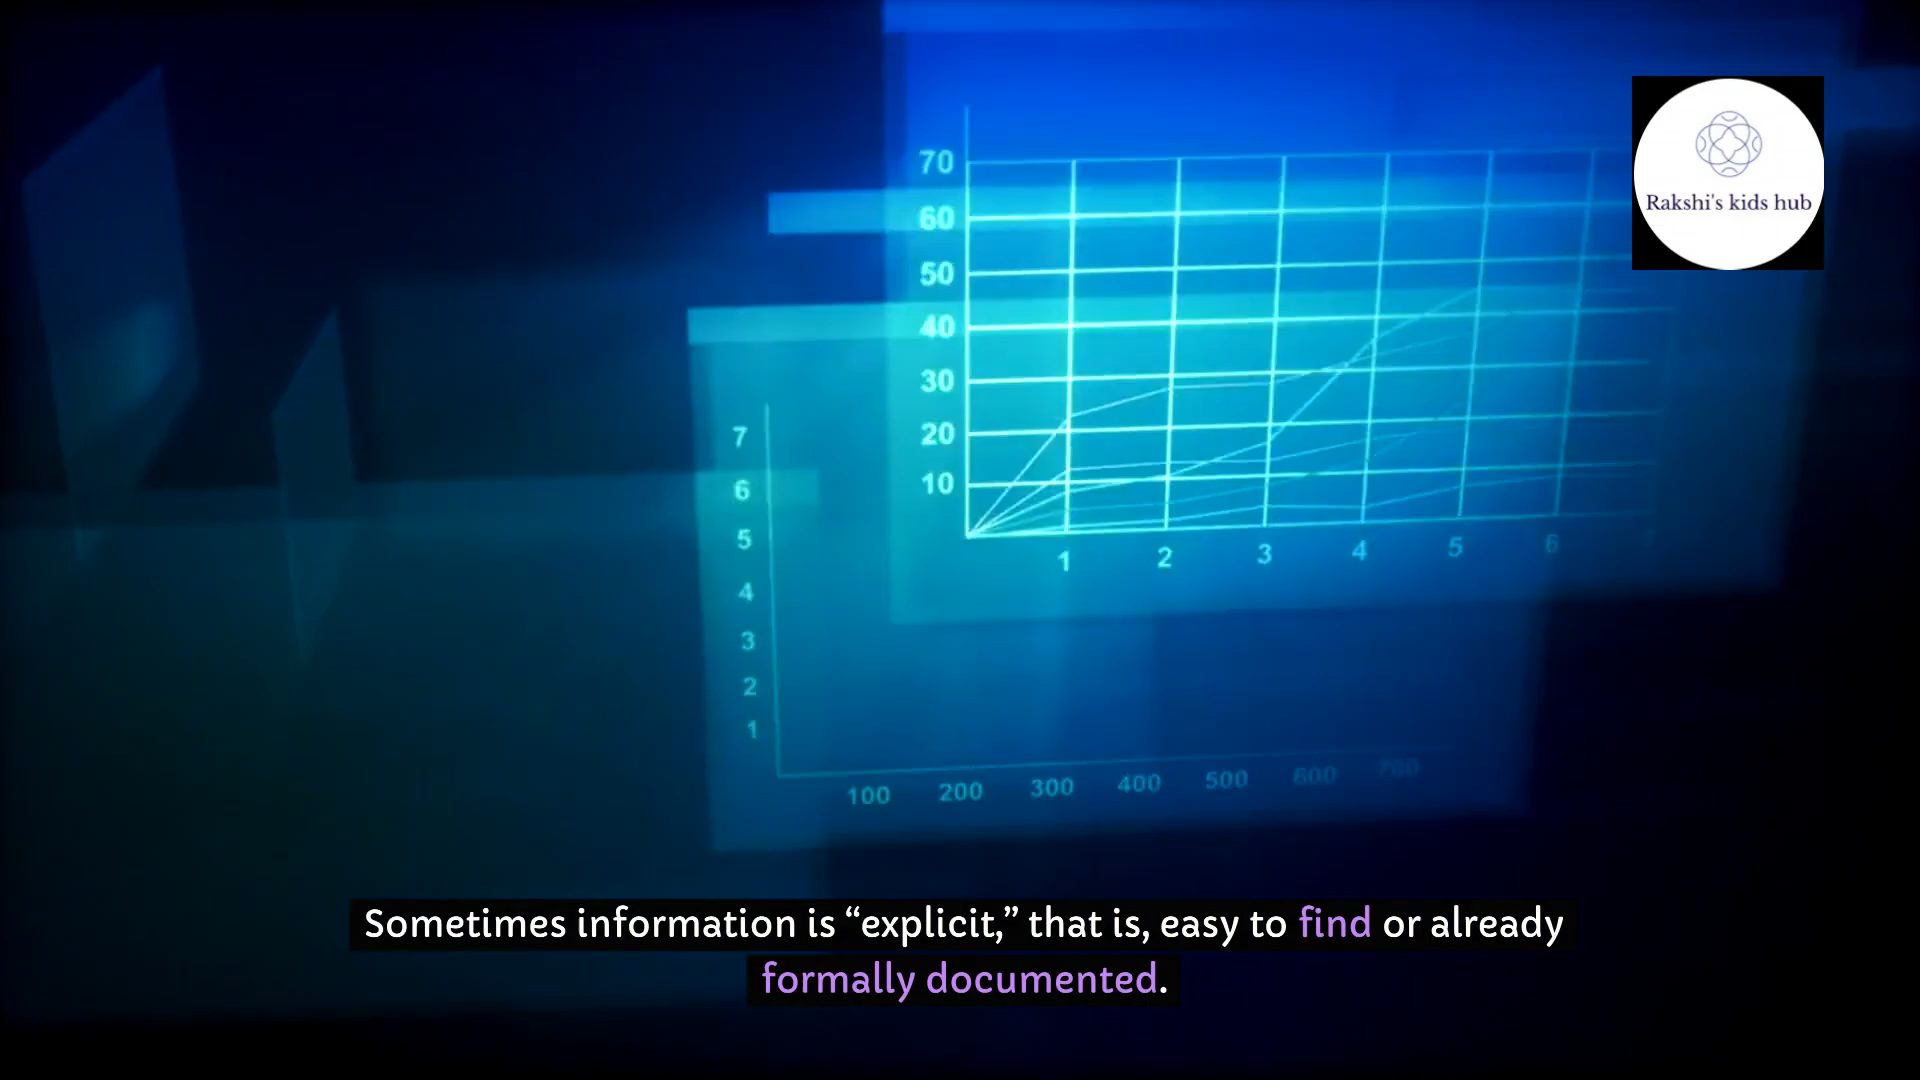 Rakshi's kids hub
70
60
50
40
30
20
10
1 2 3 4 5 6
7
6
5
4
3
2
1
100 200 300 400 500 600 700
Sometimes information is “explicit,” that is, easy to find or already
formally documented.